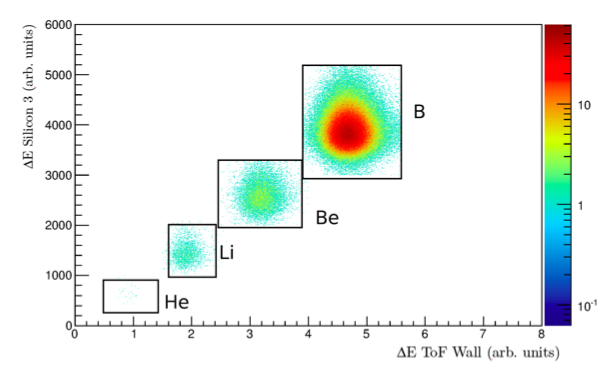 ΔE Silicon 3 (arb. units)
6000
5000
4000
3000
2000
1000
0
B
Be
Li
He
0 1 2 3 4 5 6 7 8
ΔE ToF Wall (arb. units)
10
1
10⁻¹